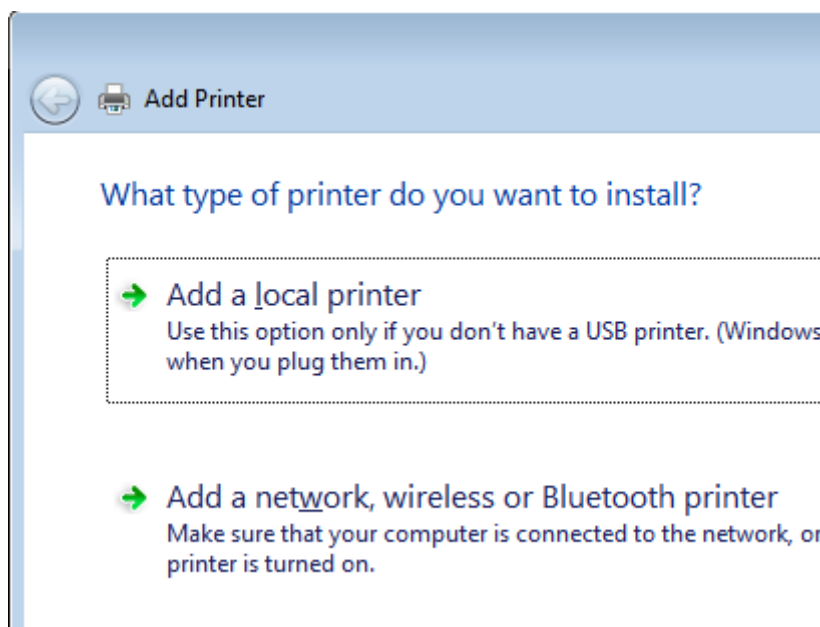 Add Printer
What type of printer do you want to install?
Add a local printer
Use this option only if you don't have a USB printer. (Windows
when you plug them in.)
Add a network, wireless or Bluetooth printer
Make sure that your computer is connected to the network, or
printer is turned on.